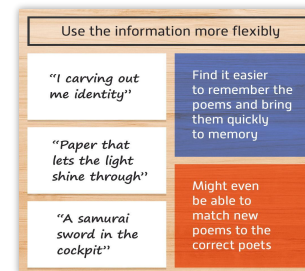 Use the information more flexibly
“I carving out
me identity”
“Paper that
lets the light
shine through”
“A samurai
sword in the
cockpit”
Find it easier
to remember the
poems and bring
them quickly
to memory
Might even
be able to
match new
poems to the
correct poets